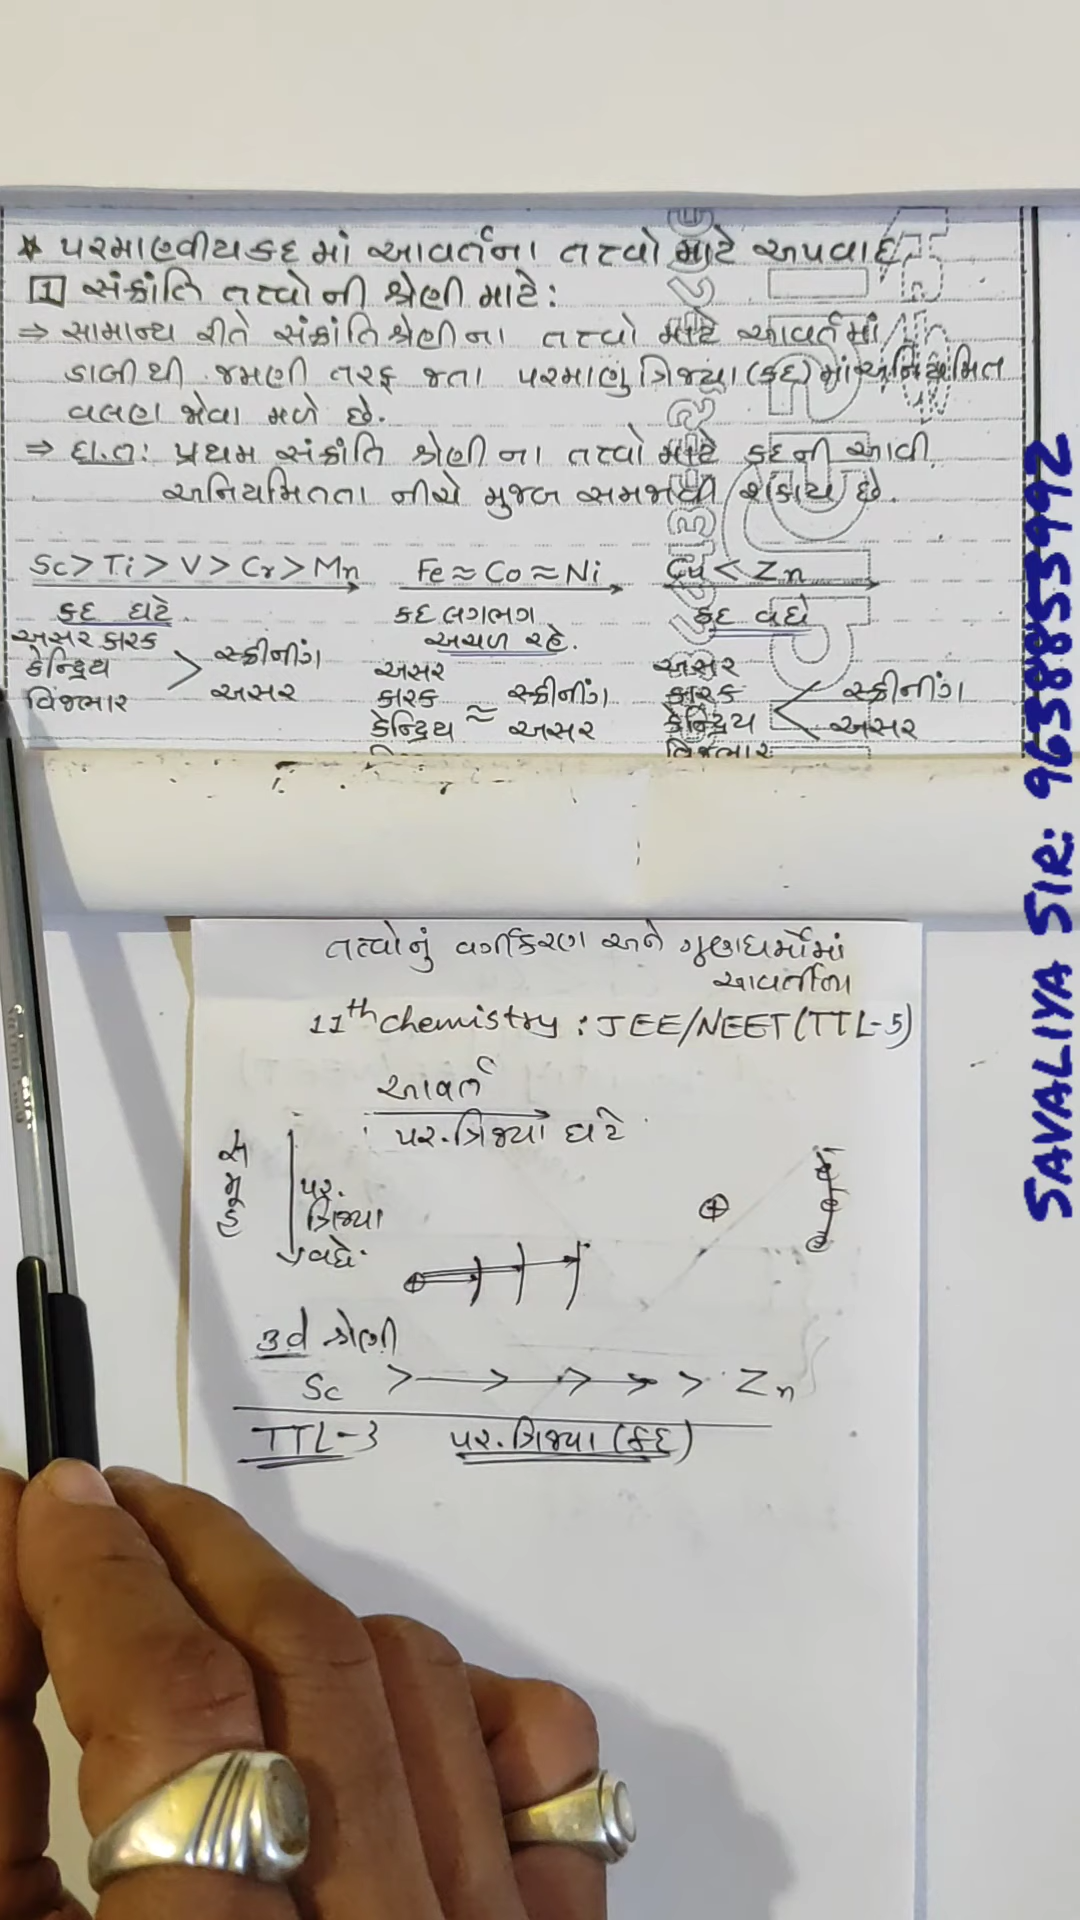 * પરમાણ્વીયકદ માં આવર્તના તત્વો માટે અપવાદ,
1 સંક્રાંતિ તત્વોની શ્રેણી માટે:
⇒ સામાન્ય રીતે સંક્રાંતિશ્રેણીના તત્વો માટે આવર્તમાં
ડાબીથી જમણી તરફ જતા પરમાણુ ત્રિજ્યા (કદ) માં અનિયમિત
વલણ જોવા મળે છે.
⇒ દા.ત: પ્રથમ સંક્રાંતિ શ્રેણીના તત્વો માટે કદની આવી
અનિયમિતતા નીચે મુજબ સમજાવી શકાય છે.
Sc > Ti > V > Cr > Mn Fe ≈ Co ≈ Ni Cu < Zn
કદ ઘટે કદ લગભગ અચળ રહે. કદ વધે
અસરકારક કેન્દ્રિય વિજભાર > સ્ક્રીનીંગ અસર
અસર કારક કેન્દ્રિય ≈ સ્ક્રીનીંગ અસર
અસર કારક કેન્દ્રિય વિજભાર < સ્ક્રીનીંગ અસર
તત્વોનું વર્ગીકરણ અને ગુણધર્મોમાં
આવર્તીતા
11th chemistry : JEE/NEET (TTL-5)
આવર્ત
પર. ત્રિજ્યા ઘટે
સમૂહ
પર.
ત્રિજ્યા
વધે
3d શ્રેણી
Sc > > > > > Zn
TTL-3 પર. ત્રિજ્યા (કદ)
SAVALIYA SIR: 9638855992